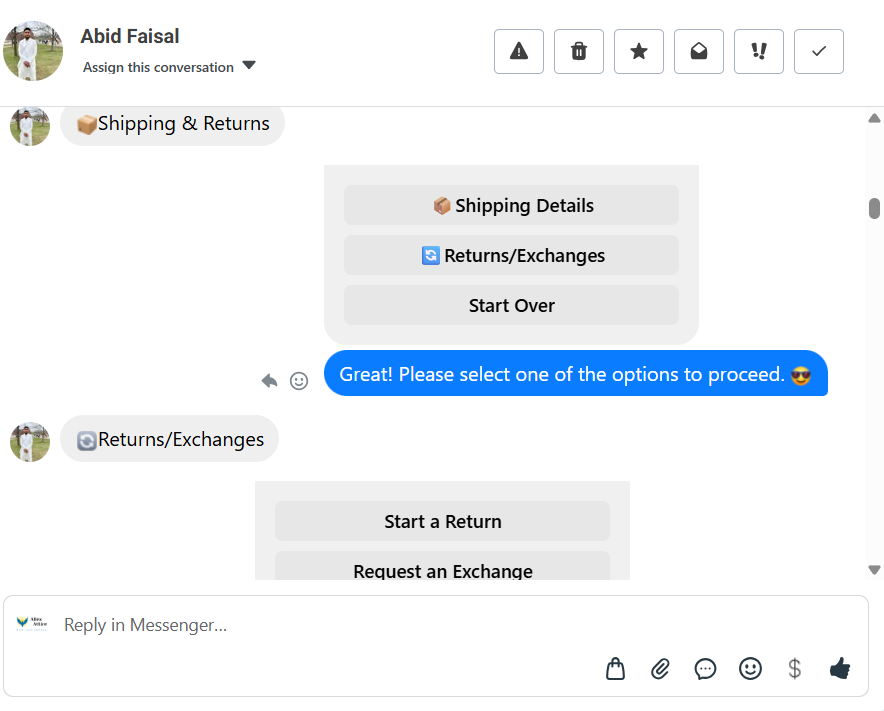 Abid Faisal
Assign this conversation
📦Shipping & Returns
📦 Shipping Details
🔄 Returns/Exchanges
Start Over
Great! Please select one of the options to proceed. 😎
🔄Returns/Exchanges
Start a Return
Request an Exchange
Reply in Messenger...